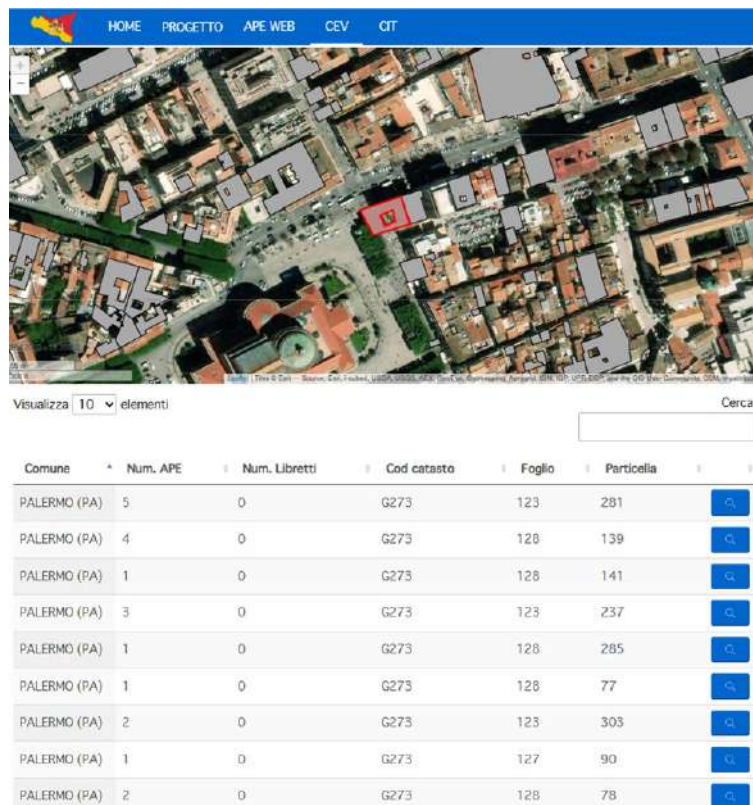 HOME PROGETTO APE WEB CEV CIT
+
−
Visualizza 10 elementi
Cerca
Comune Num. APE Num. Libretti Cod catasto Foglio Particella
PALERMO (PA) 5 0 G273 123 281
PALERMO (PA) 4 0 G273 128 139
PALERMO (PA) 1 0 G273 128 141
PALERMO (PA) 3 0 G273 123 237
PALERMO (PA) 1 0 G273 128 285
PALERMO (PA) 1 0 G273 128 77
PALERMO (PA) 2 0 G273 123 303
PALERMO (PA) 1 0 G273 127 90
PALERMO (PA) 2 0 G273 128 78